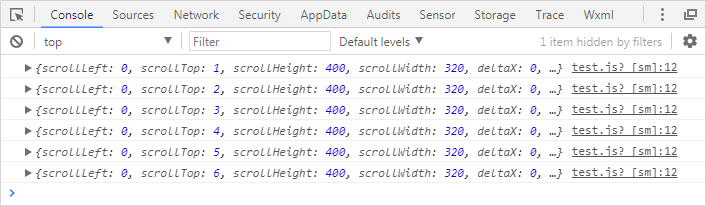 Console Sources Network Security AppData Audits Sensor Storage Trace Wxml
top Filter Default levels 1 item hidden by filters
{scrollLeft: 0, scrollTop: 1, scrollHeight: 400, scrollWidth: 320, deltaX: 0, …} test.js? [sm]:12
{scrollLeft: 0, scrollTop: 2, scrollHeight: 400, scrollWidth: 320, deltaX: 0, …} test.js? [sm]:12
{scrollLeft: 0, scrollTop: 3, scrollHeight: 400, scrollWidth: 320, deltaX: 0, …} test.js? [sm]:12
{scrollLeft: 0, scrollTop: 4, scrollHeight: 400, scrollWidth: 320, deltaX: 0, …} test.js? [sm]:12
{scrollLeft: 0, scrollTop: 5, scrollHeight: 400, scrollWidth: 320, deltaX: 0, …} test.js? [sm]:12
{scrollLeft: 0, scrollTop: 6, scrollHeight: 400, scrollWidth: 320, deltaX: 0, …} test.js? [sm]:12